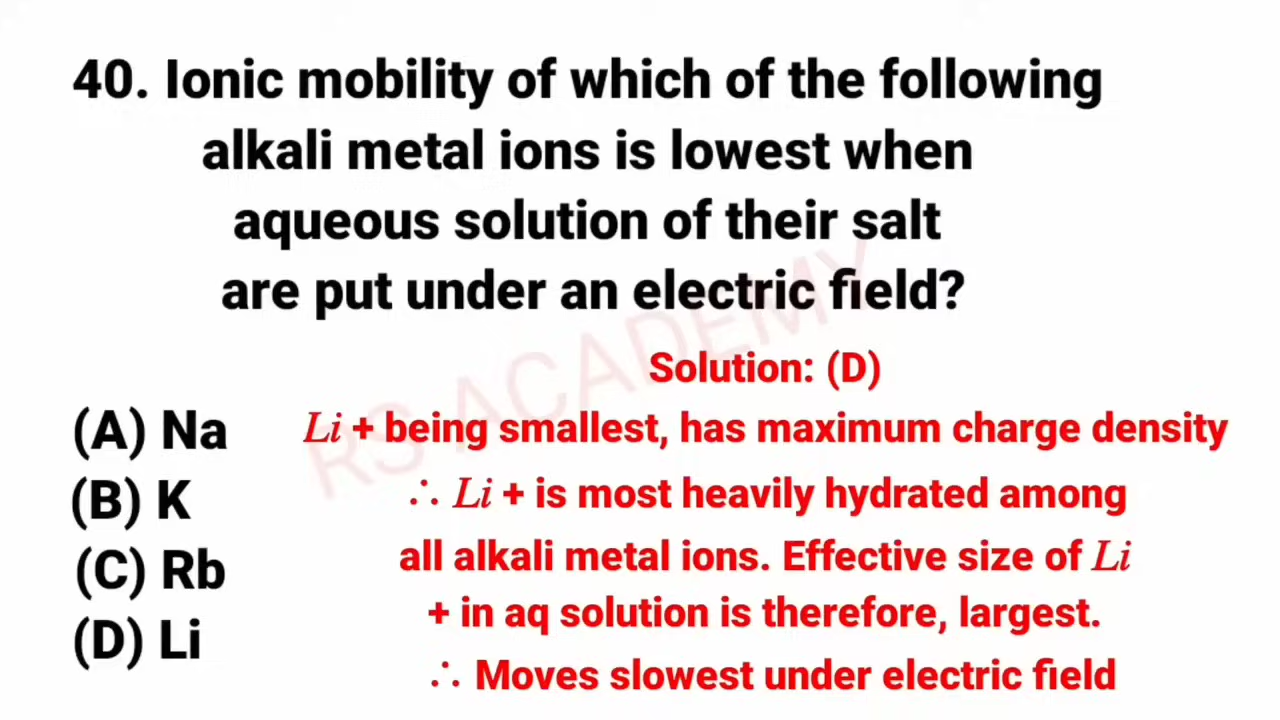 40. Ionic mobility of which of the following
alkali metal ions is lowest when
aqueous solution of their salt
are put under an electric field?
Solution: (D)
(A) Na
(B) K
(C) Rb
(D) Li
Li + being smallest, has maximum charge density
∴ Li + is most heavily hydrated among
all alkali metal ions. Effective size of Li
+ in aq solution is therefore, largest.
∴ Moves slowest under electric field
RS ACADEMY